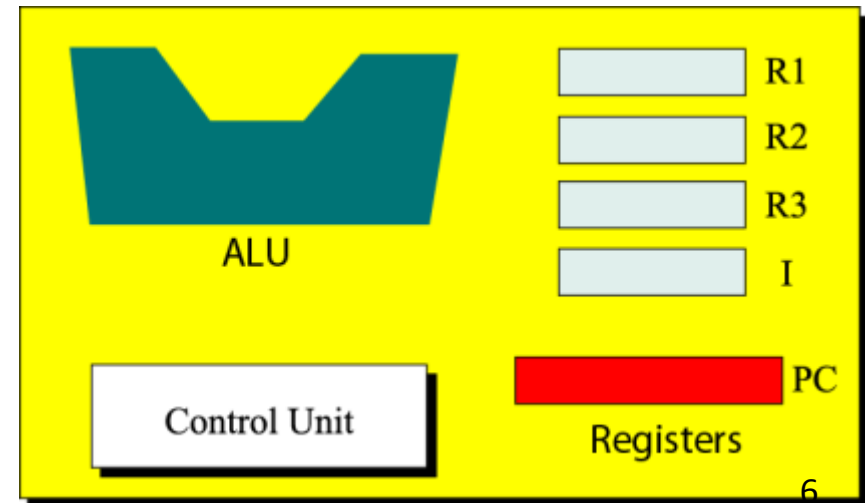 R1
R2
R3
ALU
I
PC
Control Unit
Registers
6